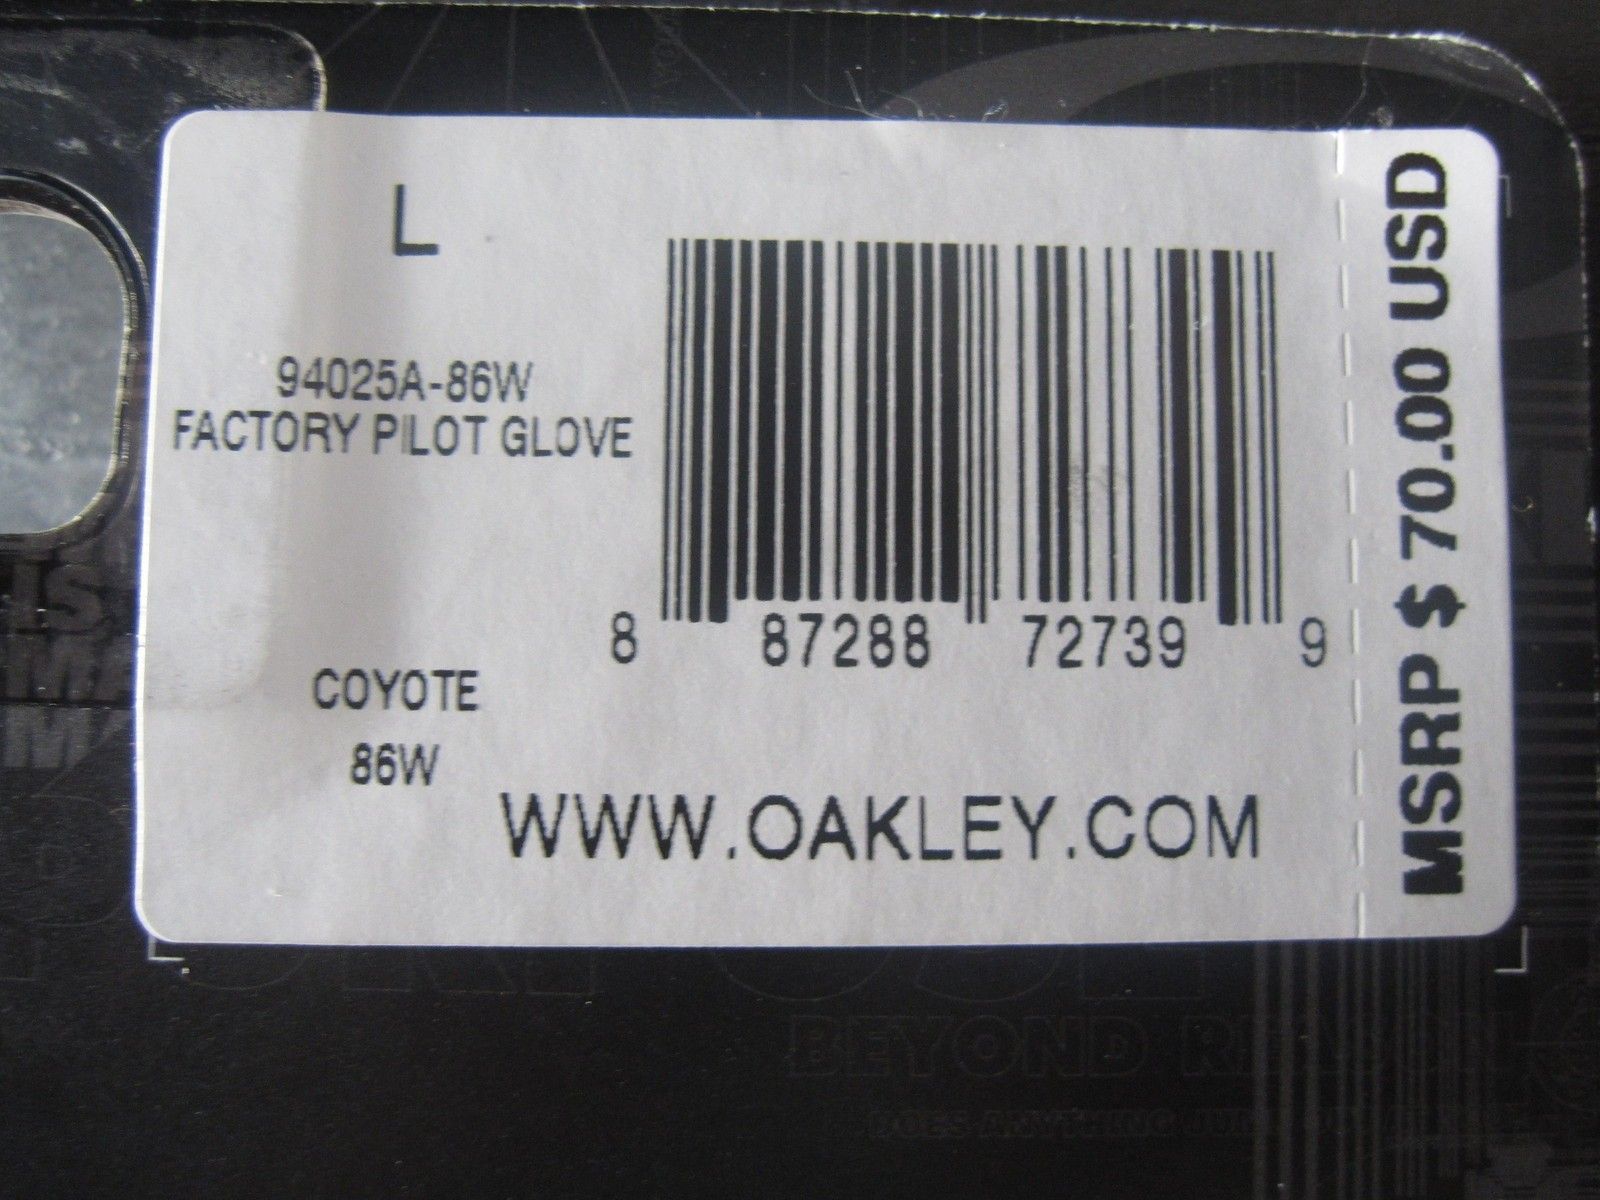 L
94025A-86W
FACTORY PILOT GLOVE
8 87288 72739 9
COYOTE
86W
WWW.OAKLEY.COM
MSRP $ 70.00 USD
BEYOND REASON